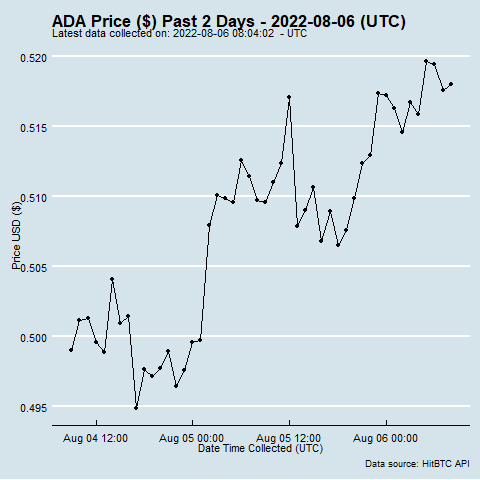 ADA Price ($) Past 2 Days - 2022-08-06 (UTC)
Latest data collected on: 2022-08-06 08:04:02 - UTC
0.520
0.515
0.510
0.505
0.500
0.495
Price USD ($)
Aug 04 12:00 Aug 05 00:00 Aug 05 12:00 Aug 06 00:00
Date Time Collected (UTC)
Data source: HitBTC API